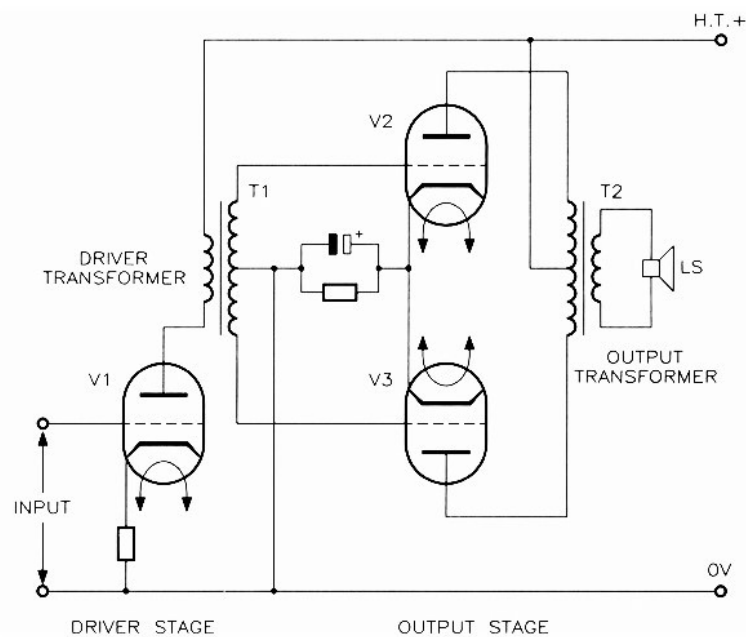 H.T.+
V2
T1
T2
+
DRIVER
TRANSFORMER
LS
V1
V3
OUTPUT
TRANSFORMER
INPUT
0V
DRIVER STAGE
OUTPUT STAGE